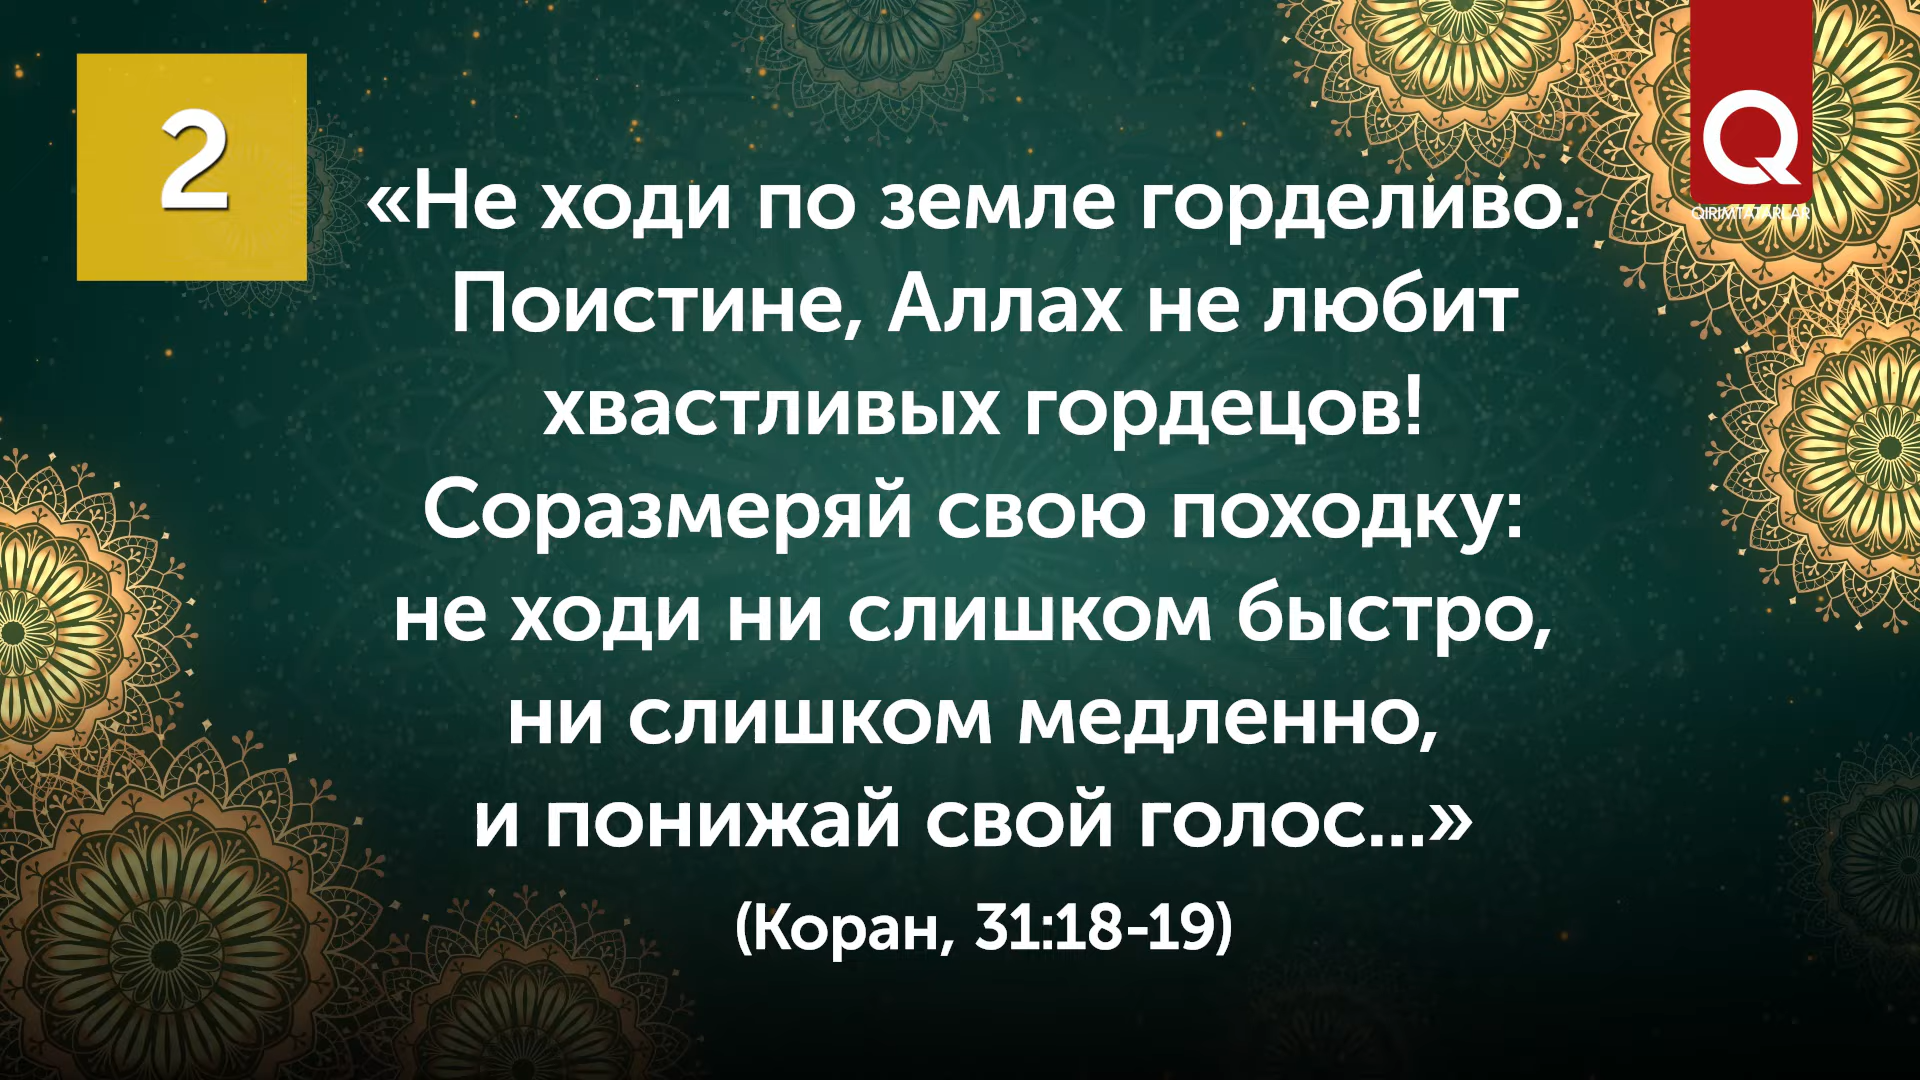 2
«Не ходи по земле горделиво.
Поистине, Аллах не любит
хвастливых гордецов!
Соразмеряй свою походку:
не ходи ни слишком быстро,
ни слишком медленно,
и понижай свой голос...»
(Коран, 31:18-19)
Q
QIRIMTATARLAR